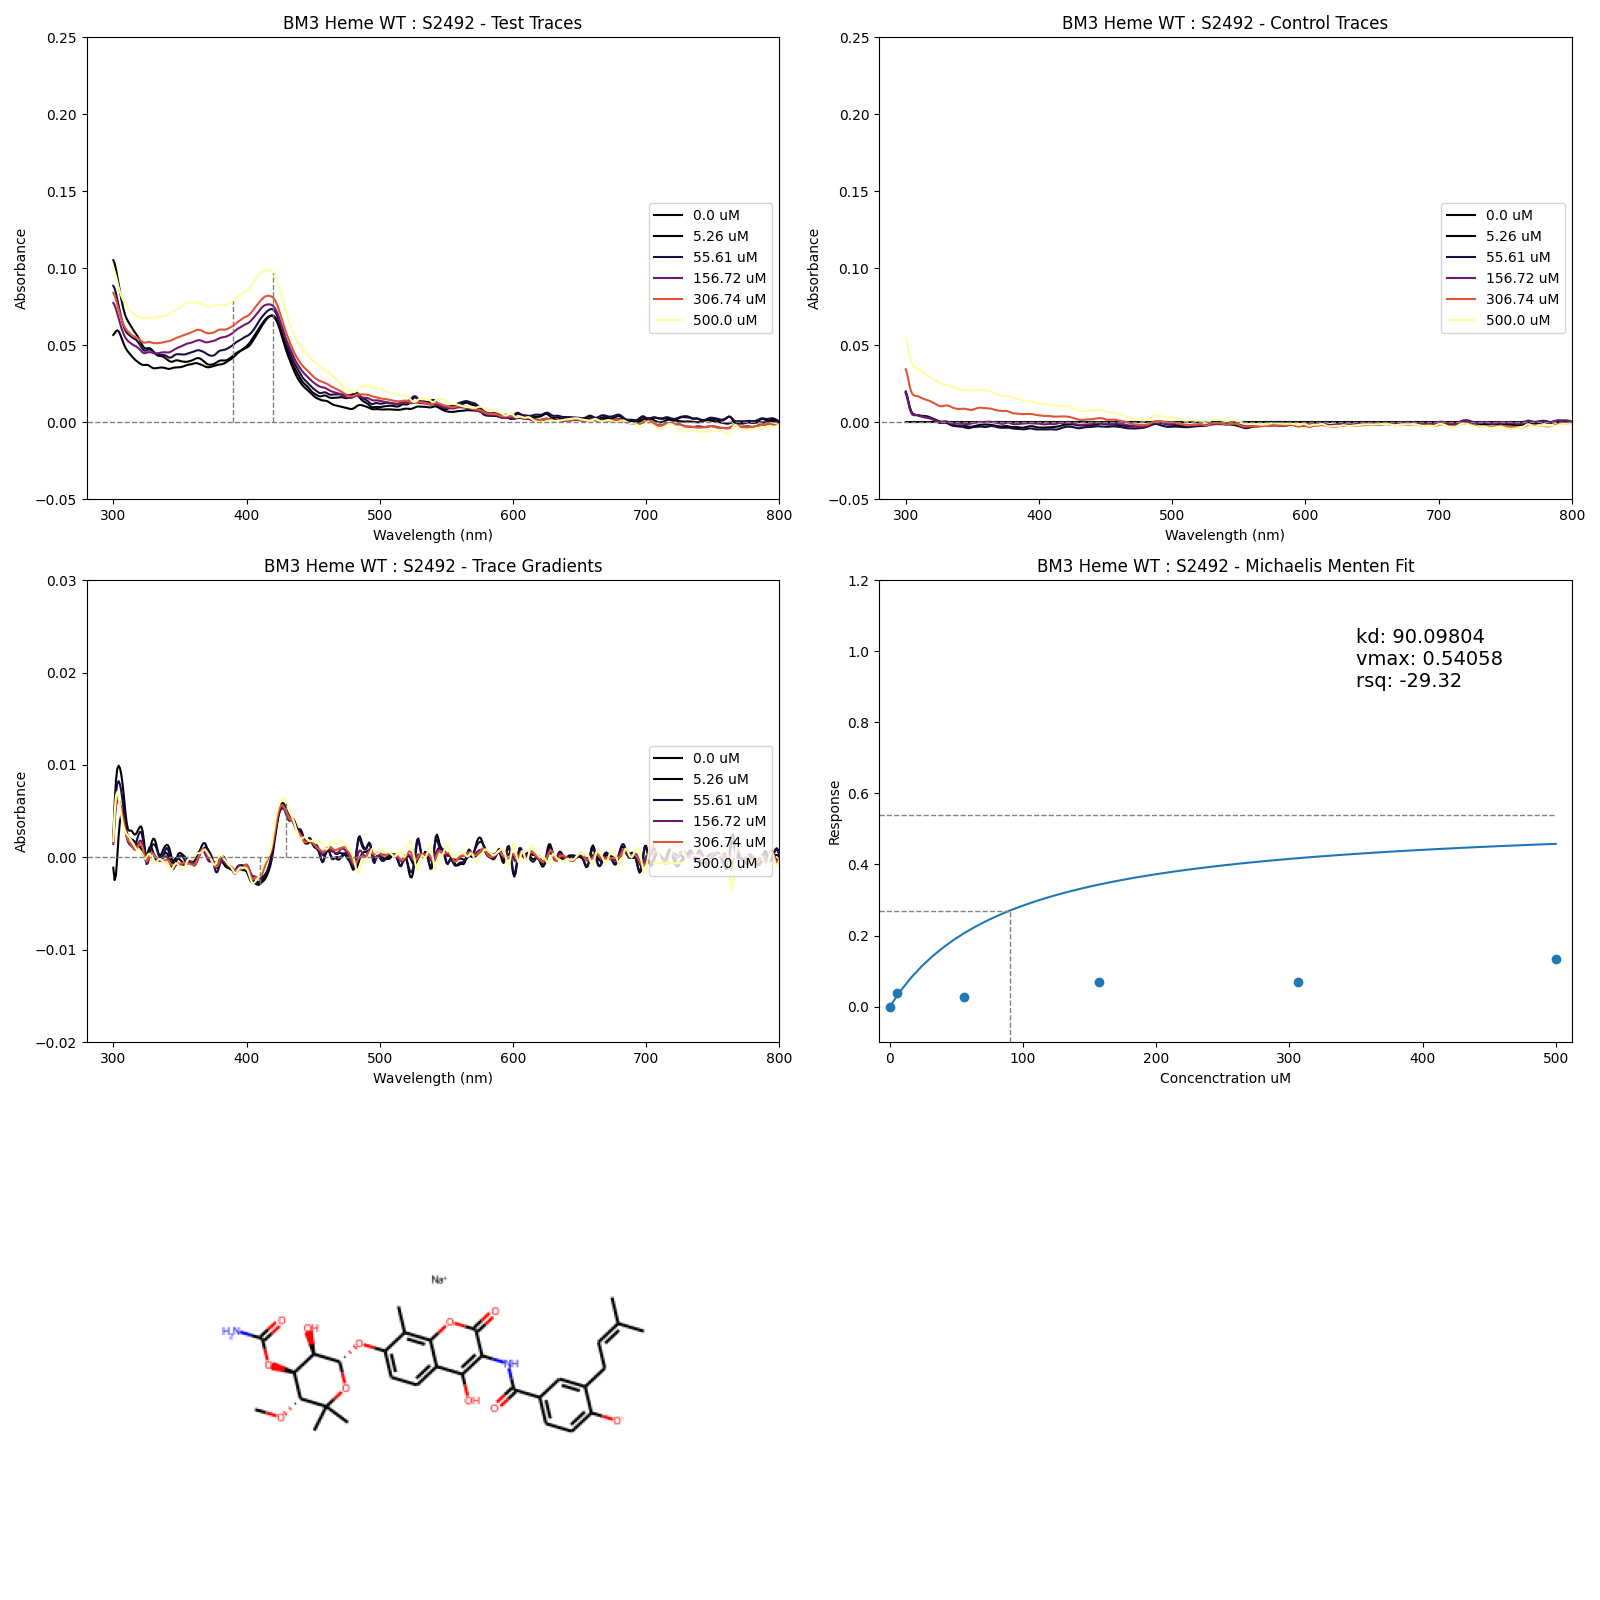 BM3 Heme WT : S2492 - Test Traces
0.25
0.20
0.15
0.10
0.05
0.00
−0.05
Absorbance
0.0 uM
5.26 uM
55.61 uM
156.72 uM
306.74 uM
500.0 uM
300 400 500 600 700 800
Wavelength (nm)
BM3 Heme WT : S2492 - Control Traces
0.25
0.20
0.15
0.10
0.05
0.00
−0.05
Absorbance
0.0 uM
5.26 uM
55.61 uM
156.72 uM
306.74 uM
500.0 uM
300 400 500 600 700 800
Wavelength (nm)
BM3 Heme WT : S2492 - Trace Gradients
0.03
0.02
0.01
0.00
−0.01
−0.02
Absorbance
0.0 uM
5.26 uM
55.61 uM
156.72 uM
306.74 uM
500.0 uM
300 400 500 600 700 800
Wavelength (nm)
BM3 Heme WT : S2492 - Michaelis Menten Fit
1.2
1.0
0.8
0.6
0.4
0.2
0.0
Response
kd: 90.09804
vmax: 0.54058
rsq: -29.32
0 100 200 300 400 500
Concenctration uM
Na+
H2N
O
OH
O
O
O
O
O
O
NH
O
OH
O
O-